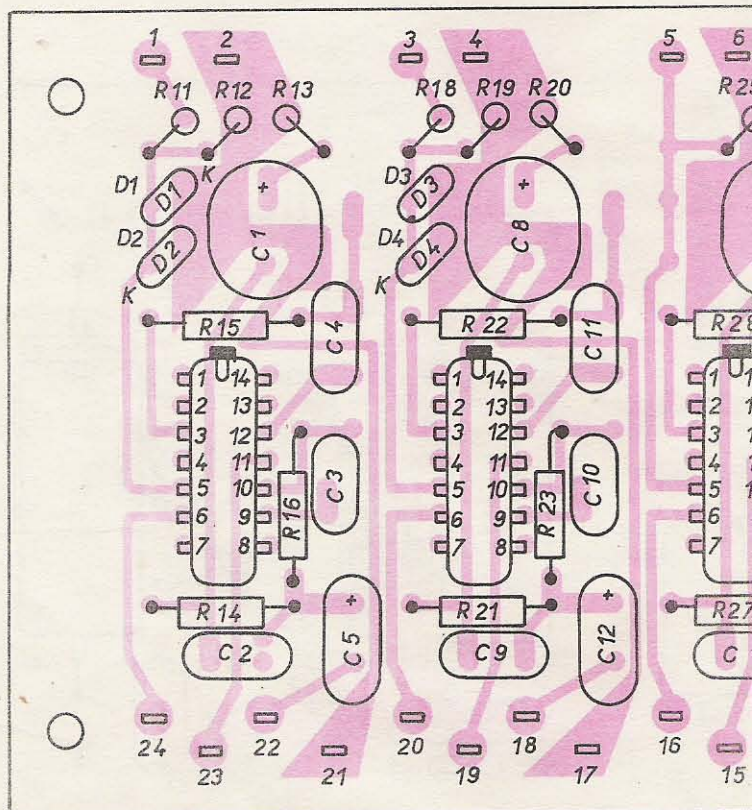 1 2 3 4 5 6
R11 R12 R13 R18 R19 R20
D1 D1 K + D3 D3 +
D2 D2 C1 D4 D4 C8
K K
R15 C4 R22 C11
1 14 1 14 1
2 13 2 13 2
3 12 3 12 3
4 11 4 11 4
5 10 5 10 5
6 9 6 9 6
7 8 7 8 7
R16 C3 R23 C10
R14 + R21 + R27
C2 C5 C9 C12 C
24 22 20 18 16
23 21 19 17 15